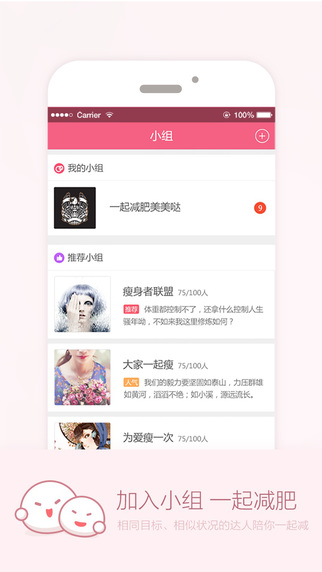 Carrier 100%
小组
我的小组
一起减肥美美哒 9
推荐小组
瘦身者联盟 75/100人
推荐 体重都控制不了，还拿什么控制人生
骚年呦，不如来我这里修炼如何？
大家一起瘦 75/100人
人气 我们的毅力要坚固如泰山，力压群雄
如黄河，滔滔不绝；如小溪，源远流长。
为爱瘦一次 75/100人
加入小组 一起减肥
相同目标、相似状况的达人陪你一起减